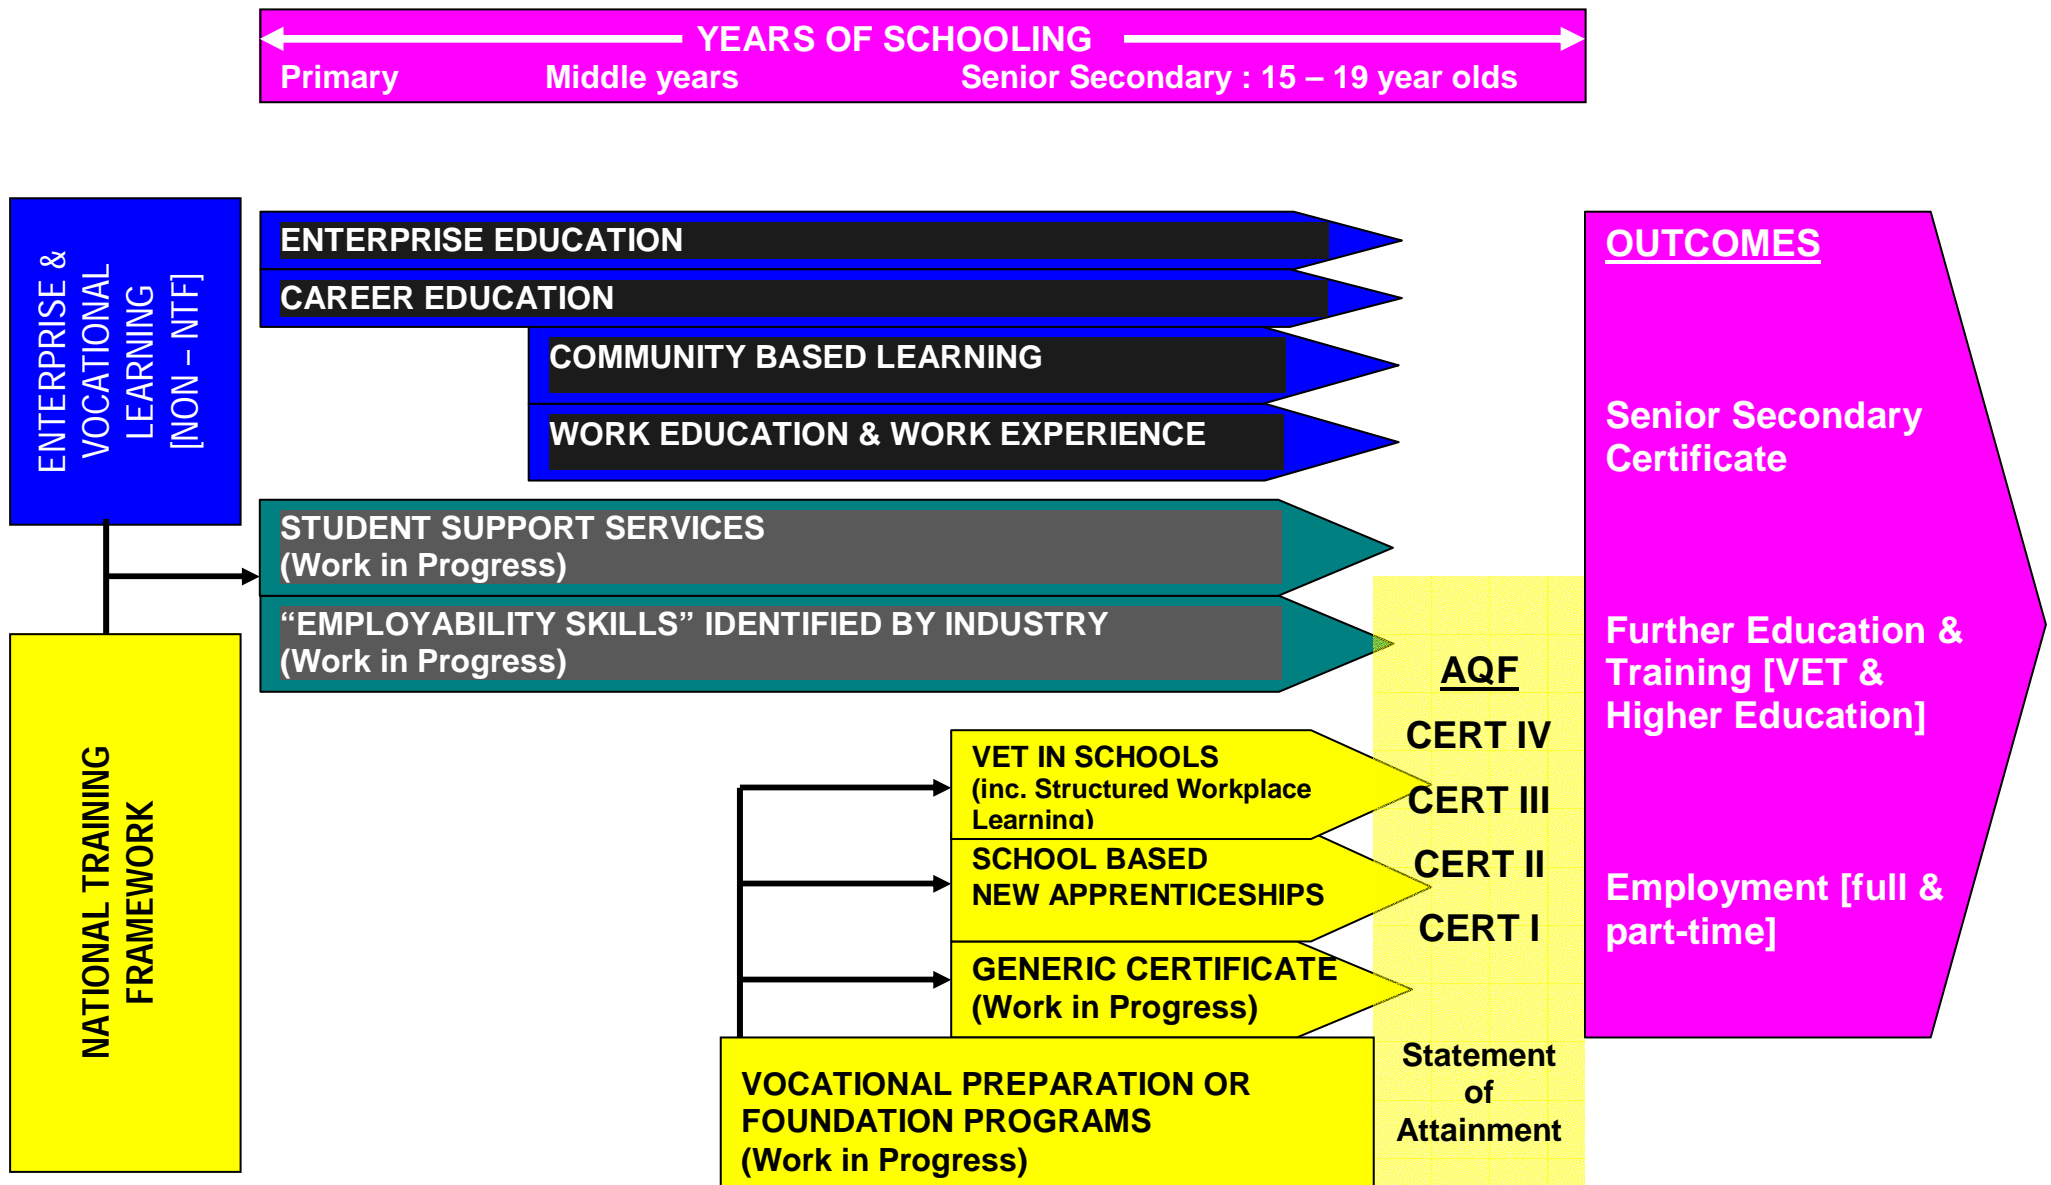 YEARS OF SCHOOLING
Primary Middle years Senior Secondary : 15 – 19 year olds
ENTERPRISE &
VOCATIONAL
LEARNING
[NON – NTF]
ENTERPRISE EDUCATION
CAREER EDUCATION
COMMUNITY BASED LEARNING
WORK EDUCATION & WORK EXPERIENCE
STUDENT SUPPORT SERVICES
(Work in Progress)
“EMPLOYABILITY SKILLS” IDENTIFIED BY INDUSTRY
(Work in Progress)
NATIONAL TRAINING
FRAMEWORK
VET IN SCHOOLS
(inc. Structured Workplace
Learning)
SCHOOL BASED
NEW APPRENTICESHIPS
GENERIC CERTIFICATE
(Work in Progress)
VOCATIONAL PREPARATION OR
FOUNDATION PROGRAMS
(Work in Progress)
AQF
CERT IV
CERT III
CERT II
CERT I
Statement
of
Attainment
OUTCOMES
Senior Secondary
Certificate
Further Education &
Training [VET &
Higher Education]
Employment [full &
part-time]